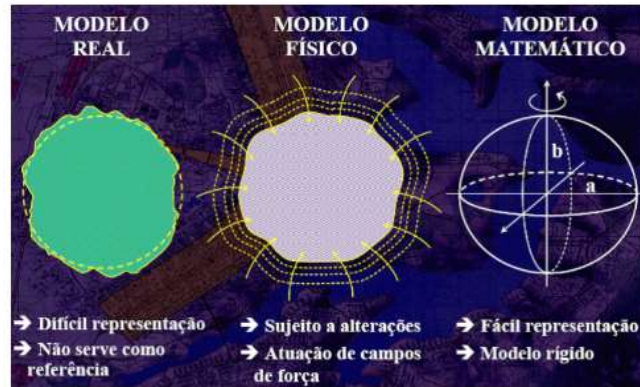 MODELO
REAL
MODELO
FÍSICO
MODELO
MATEMÁTICO
b
a
➔ Difícil representação
➔ Não serve como
referência
➔ Sujeito a alterações
➔ Atuação de campos
de força
➔ Fácil representação
➔ Modelo rígido